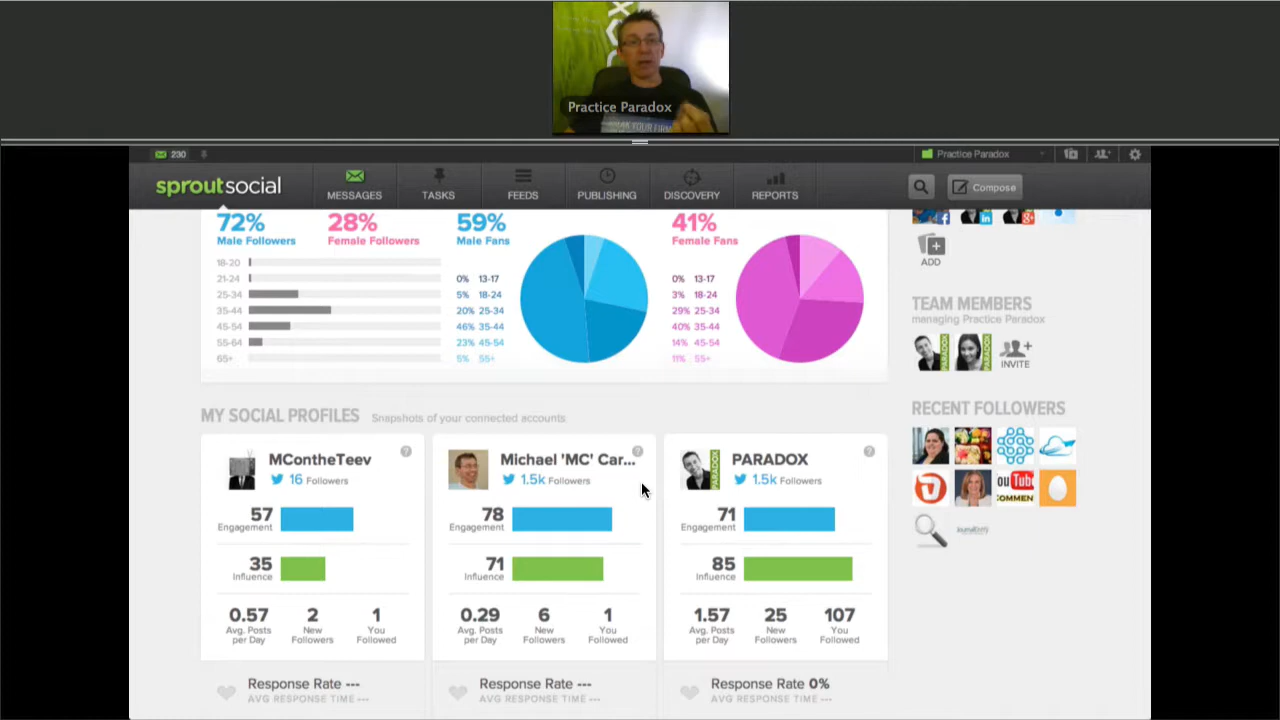 Practice Paradox
230
Practice Paradox
sproutsocial
MESSAGES
TASKS
FEEDS
PUBLISHING
DISCOVERY
REPORTS
Compose
72%
Male Followers
28%
Female Followers
59%
Male Fans
41%
Female Fans
18-20
21-24
25-34
35-44
45-54
55-64
65+
0% 13-17
5% 18-24
20% 25-34
46% 35-44
23% 45-54
5% 55+
0% 13-17
3% 18-24
29% 25-34
40% 35-44
14% 45-54
11% 55+
ADD
TEAM MEMBERS
managing Practice Paradox
PARADOX
PARADOX
INVITE
RECENT FOLLOWERS
MY SOCIAL PROFILES Snapshots of your connected accounts
MContheTeev
16 Followers
57
Engagement
35
Influence
0.57
Avg. Posts
per Day
2
New
Followers
1
You
Followed
Response Rate ---
AVG RESPONSE TIME ---
Michael 'MC' Car...
1.5k Followers
78
Engagement
71
Influence
0.29
Avg. Posts
per Day
6
New
Followers
1
You
Followed
Response Rate ---
AVG RESPONSE TIME ---
PARADOX
PARADOX
1.5k Followers
71
Engagement
85
Influence
1.57
Avg. Posts
per Day
25
New
Followers
107
You
Followed
Response Rate 0%
AVG RESPONSE TIME ---